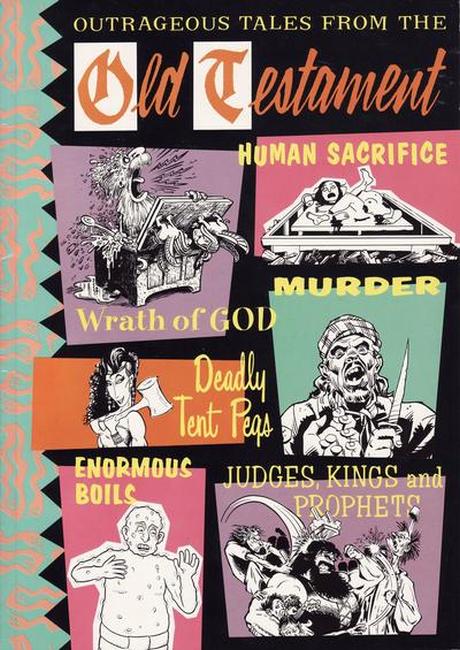 OUTRAGEOUS TALES FROM THE
Old Testament
HUMAN SACRIFICE
Wrath of GOD
MURDER
Deadly
Tent Pegs
ENORMOUS
BOILS
JUDGES, KINGS and
PROPHETS